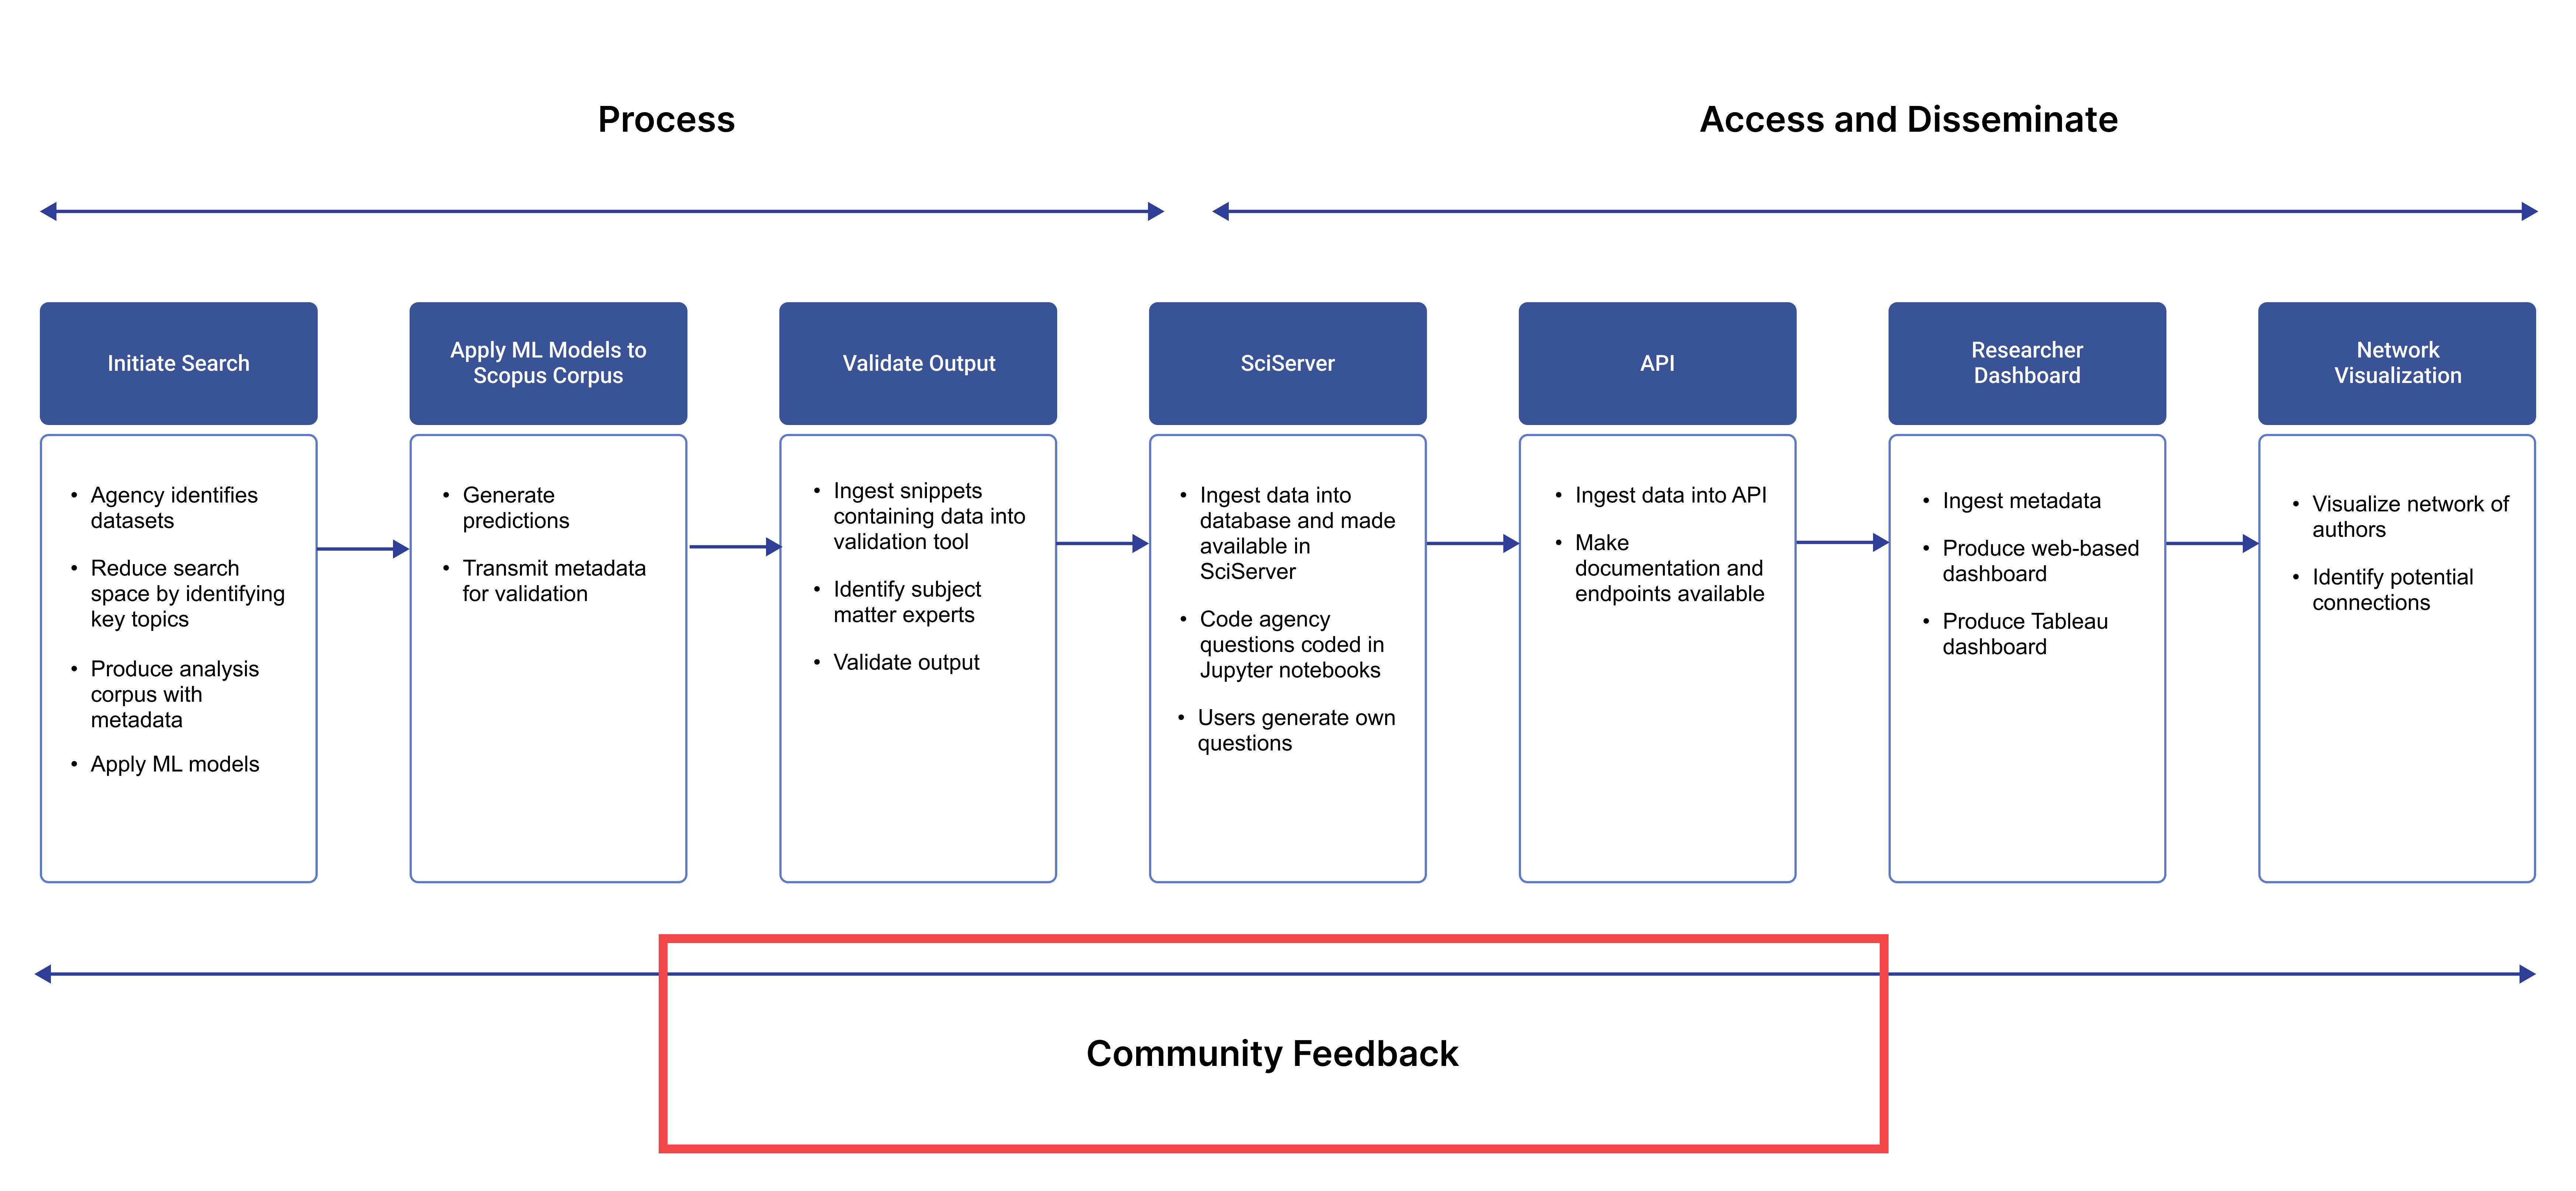 Process
Access and Disseminate
Initiate Search
• Agency identifies
datasets
• Reduce search
space by identifying
key topics
• Produce analysis
corpus with
metadata
• Apply ML models
Apply ML Models to
Scopus Corpus
• Generate
predictions
• Transmit metadata
for validation
Validate Output
• Ingest snippets
containing data into
validation tool
• Identify subject
matter experts
• Validate output
SciServer
• Ingest data into
database and made
available in
SciServer
• Code agency
questions coded in
Jupyter notebooks
• Users generate own
questions
API
• Ingest data into API
• Make
documentation and
endpoints available
Researcher
Dashboard
• Ingest metadata
• Produce web-based
dashboard
• Produce Tableau
dashboard
Network
Visualization
• Visualize network of
authors
• Identify potential
connections
Community Feedback